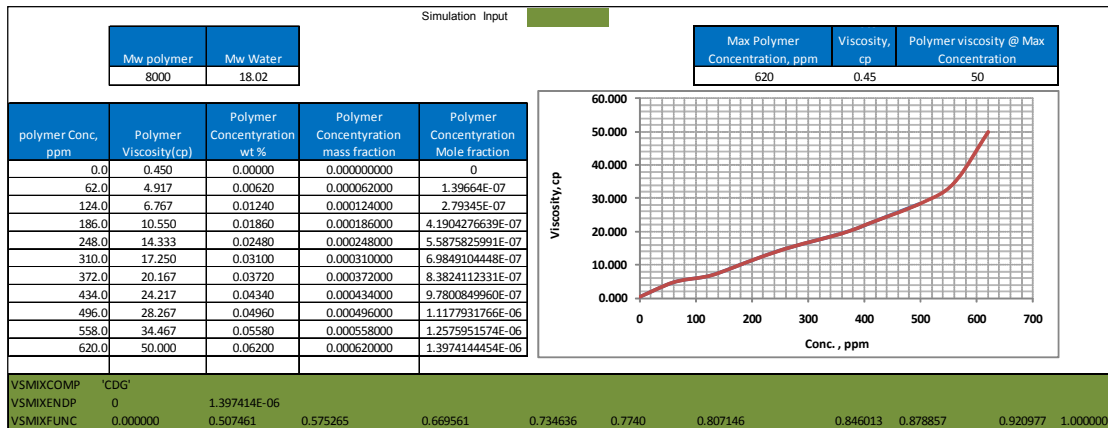 Simulation Input
Mw polymer Mw Water
8000 18.02
Max Polymer Concentration, ppm Viscosity, cp Polymer viscosity @ Max Concentration
620 0.45 50
polymer Conc, ppm Polymer Viscosity(cp) Polymer Concentyration wt % Polymer Concentyration mass fraction Polymer Concentyration Mole fraction
0.0 0.450 0.00000 0.000000000 0
62.0 4.917 0.00620 0.000062000 1.39664E-07
124.0 6.767 0.01240 0.000124000 2.79345E-07
186.0 10.550 0.01860 0.000186000 4.1904276639E-07
248.0 14.333 0.02480 0.000248000 5.5875825991E-07
310.0 17.250 0.03100 0.000310000 6.9849104448E-07
372.0 20.167 0.03720 0.000372000 8.3824112331E-07
434.0 24.217 0.04340 0.000434000 9.7800849960E-07
496.0 28.267 0.04960 0.000496000 1.1177931766E-06
558.0 34.467 0.05580 0.000558000 1.2575951574E-06
620.0 50.000 0.06200 0.000620000 1.3974144454E-06
60.000
50.000
40.000
30.000
20.000
10.000
0.000
Viscosity, cp
0 100 200 300 400 500 600 700
Conc. , ppm
VSMIXCOMP 'CDG'
VSMIXENDP 0 1.397414E-06
VSMIXFUNC 0.000000 0.507461 0.575265 0.669561 0.734636 0.7740 0.807146 0.846013 0.878857 0.920977 1.000000